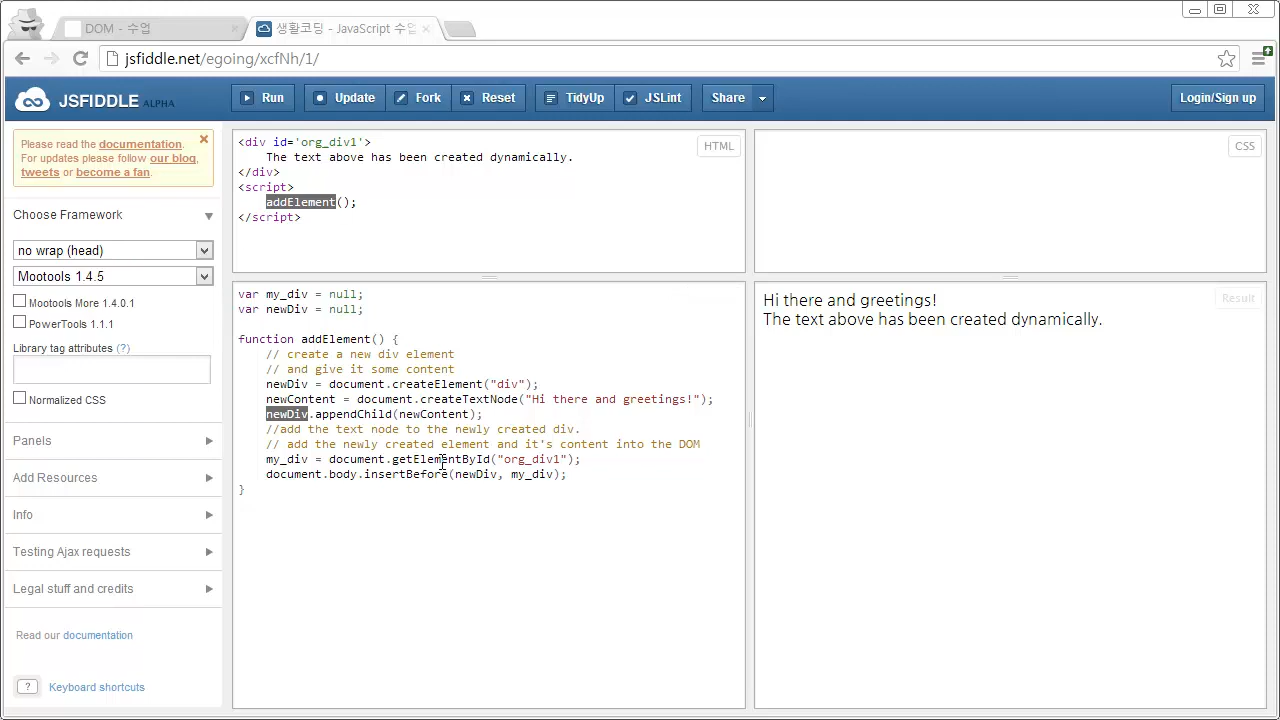 DOM - 수업
생활코딩 - JavaScript 수업
jsfiddle.net/egoing/xcfNh/1/
JSFIDDLE ALPHA
Run
Update
Fork
Reset
TidyUp
JSLint
Share
Login/Sign up
Please read the documentation.
For updates please follow our blog,
tweets or become a fan.
Choose Framework
no wrap (head)
Mootools 1.4.5
Mootools More 1.4.0.1
PowerTools 1.1.1
Library tag attributes (?)
Normalized CSS
Panels
Add Resources
Info
Testing Ajax requests
Legal stuff and credits
Read our documentation
? Keyboard shortcuts
HTML
<div id='org_div1'>
The text above has been created dynamically.
</div>
<script>
addElement();
</script>
CSS
var my_div = null;
var newDiv = null;
function addElement() {
// create a new div element
// and give it some content
newDiv = document.createElement("div");
newContent = document.createTextNode("Hi there and greetings!");
newDiv.appendChild(newContent);
//add the text node to the newly created div.
// add the newly created element and it's content into the DOM
my_div = document.getElementById("org_div1");
document.body.insertBefore(newDiv, my_div);
}
Result
Hi there and greetings!
The text above has been created dynamically.